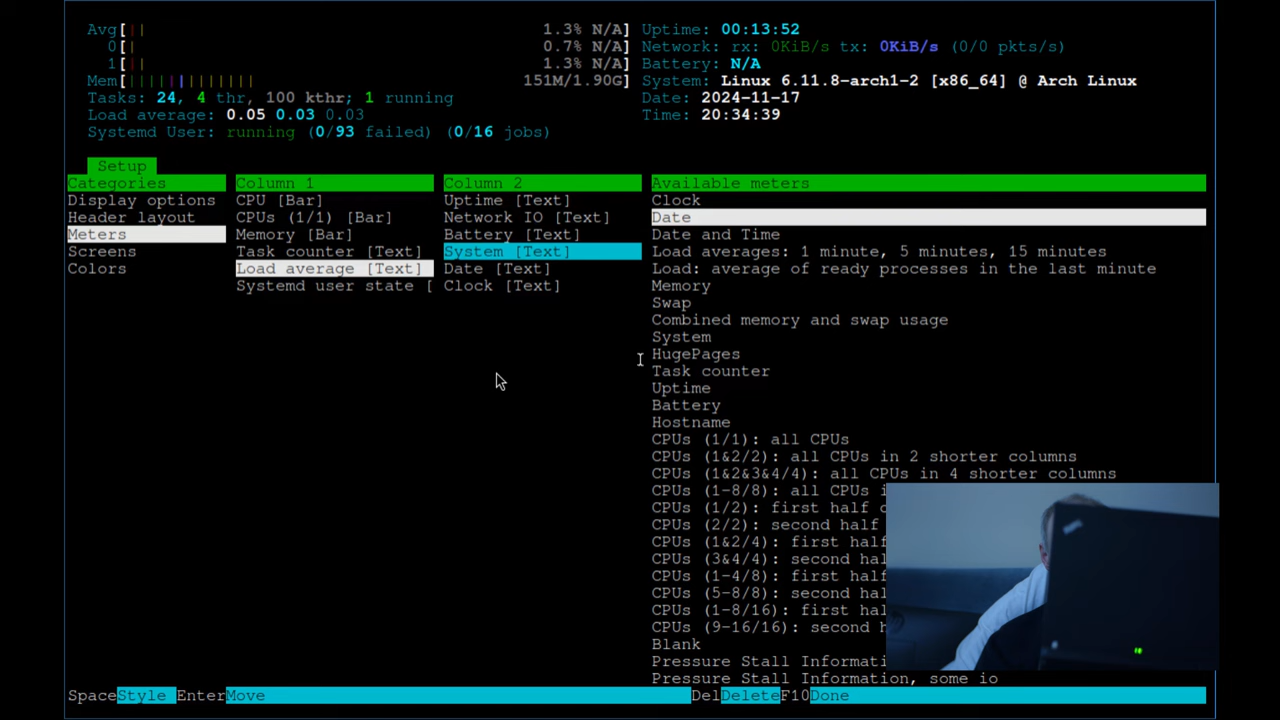 Avg[|| 1.3% N/A]
0[| 0.7% N/A]
1[|| 1.3% N/A]
Mem[||||||||||||||| 151M/1.90G]
Tasks: 24, 4 thr, 100 kthr; 1 running
Load average: 0.05 0.03 0.03
Systemd User: running (0/93 failed) (0/16 jobs)
Uptime: 00:13:52
Network: rx: 0KiB/s tx: 0KiB/s (0/0 pkts/s)
Battery: N/A
System: Linux 6.11.8-arch1-2 [x86_64] @ Arch Linux
Date: 2024-11-17
Time: 20:34:39
Setup
Categories
Display options
Header layout
Meters
Screens
Colors
Column 1
CPU [Bar]
CPUs (1/1) [Bar]
Memory [Bar]
Task counter [Text]
Load average [Text]
Systemd user state [
Column 2
Uptime [Text]
Network IO [Text]
Battery [Text]
System [Text]
Date [Text]
Clock [Text]
Available meters
Clock
Date
Date and Time
Load averages: 1 minute, 5 minutes, 15 minutes
Load: average of ready processes in the last minute
Memory
Swap
Combined memory and swap usage
System
HugePages
Task counter
Uptime
Battery
Hostname
CPUs (1/1): all CPUs
CPUs (1&2/2): all CPUs in 2 shorter columns
CPUs (1&2&3&4/4): all CPUs in 4 shorter columns
CPUs (1-8/8): all CPUs
CPUs (1/2): first half
CPUs (2/2): second half
CPUs (1&2/4): first half
CPUs (3&4/4): second
CPUs (1-4/8): first half
CPUs (5-8/8): second
CPUs (1-8/16): first
CPUs (9-16/16): second
Blank
Pressure Stall
Pressure Stall Information, some io
SpaceStyle EnterMove DelDeleteF10Done